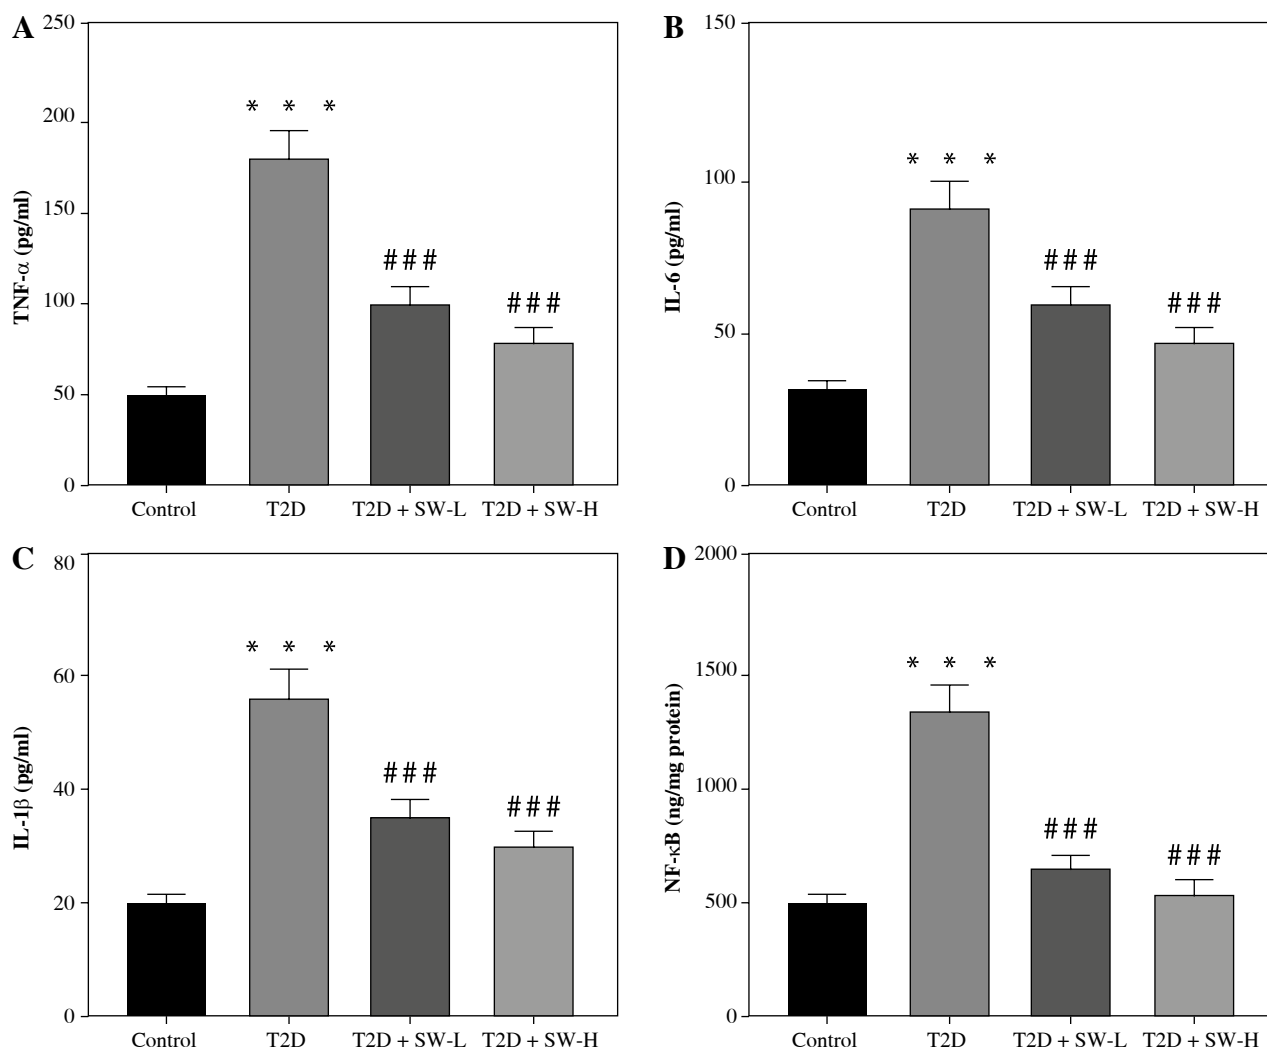 A
TNF-α (pg/ml)
250
200
150
100
50
0
* * *
###
###
Control T2D T2D + SW-L T2D + SW-H
B
IL-6 (pg/ml)
150
100
50
0
* * *
###
###
Control T2D T2D + SW-L T2D + SW-H
C
IL-1β (pg/ml)
80
60
40
20
0
* * *
###
###
Control T2D T2D + SW-L T2D + SW-H
D
NF-κB (ng/mg protein)
2000
1500
1000
500
0
* * *
###
###
Control T2D T2D + SW-L T2D + SW-H